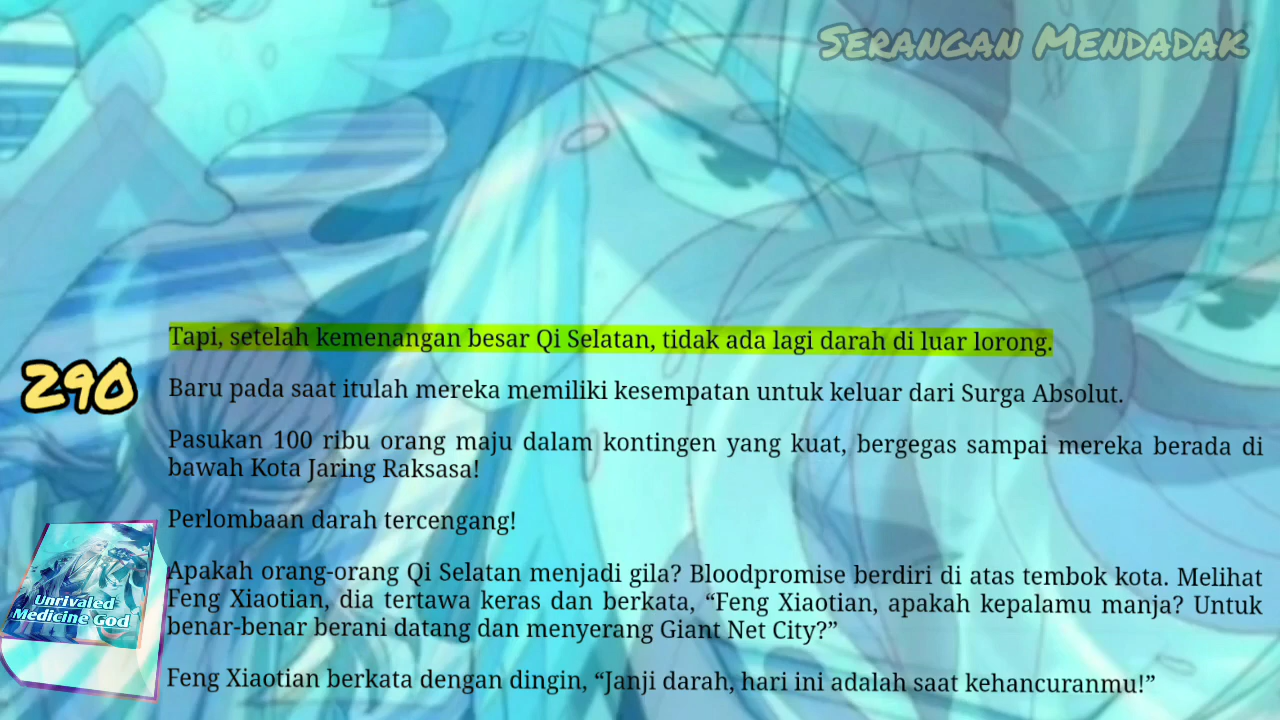 Serangan Mendadak
Tapi, setelah kemenangan besar Qi Selatan, tidak ada lagi darah di luar lorong.
290
Baru pada saat itulah mereka memiliki kesempatan untuk keluar dari Surga Absolut.
Pasukan 100 ribu orang maju dalam kontingen yang kuat, bergegas sampai mereka berada di
bawah Kota Jaring Raksasa!
Perlombaan darah tercengang!
Apakah orang-orang Qi Selatan menjadi gila? Bloodpromise berdiri di atas tembok kota. Melihat
Feng Xiaotian, dia tertawa keras dan berkata, “Feng Xiaotian, apakah kepalamu manja? Untuk
benar-benar berani datang dan menyerang Giant Net City?”
Feng Xiaotian berkata dengan dingin, “Janji darah, hari ini adalah saat kehancuranmu!”
Unrivaled
Medicine God